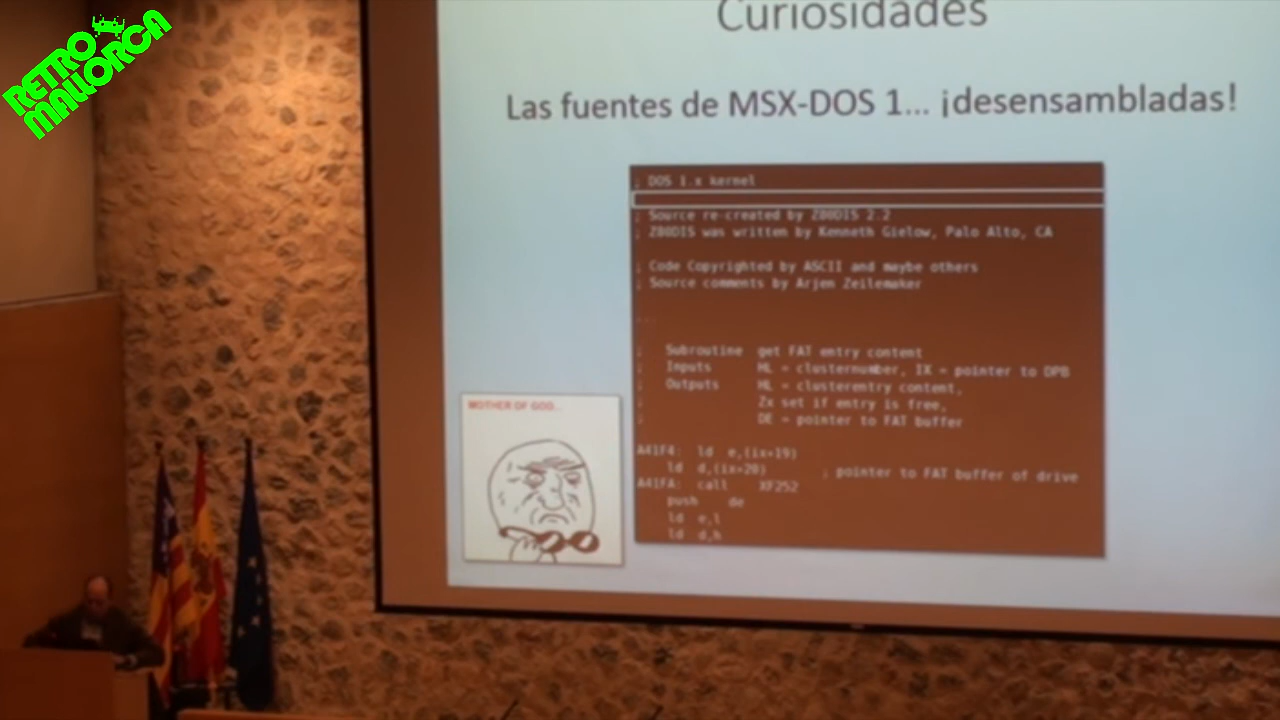 RETRO
MALLORCA
Curiosidades
Las fuentes de MSX-DOS 1... ¡desensambladas!
; DOS 1.x kernel
; Source re-created by Z80DIS 2.2
; Z80DIS was written by Kenneth Gielow, Palo Alto, CA
; Code Copyrighted by ASCII and maybe others
; Source comments by Arjen Zeilemaker
...
; Subroutine get FAT entry content
; Inputs HL = clusternumber, IX = pointer to DPB
; Outputs HL = clusterentry content,
; Zx set if entry is free,
; DE = pointer to FAT buffer
A41F4: ld e,(ix+19)
ld d,(ix+20) ; pointer to FAT buffer of drive
A41FA: call XF252
push de
ld e,l
ld d,h
MOTHER OF GOD...